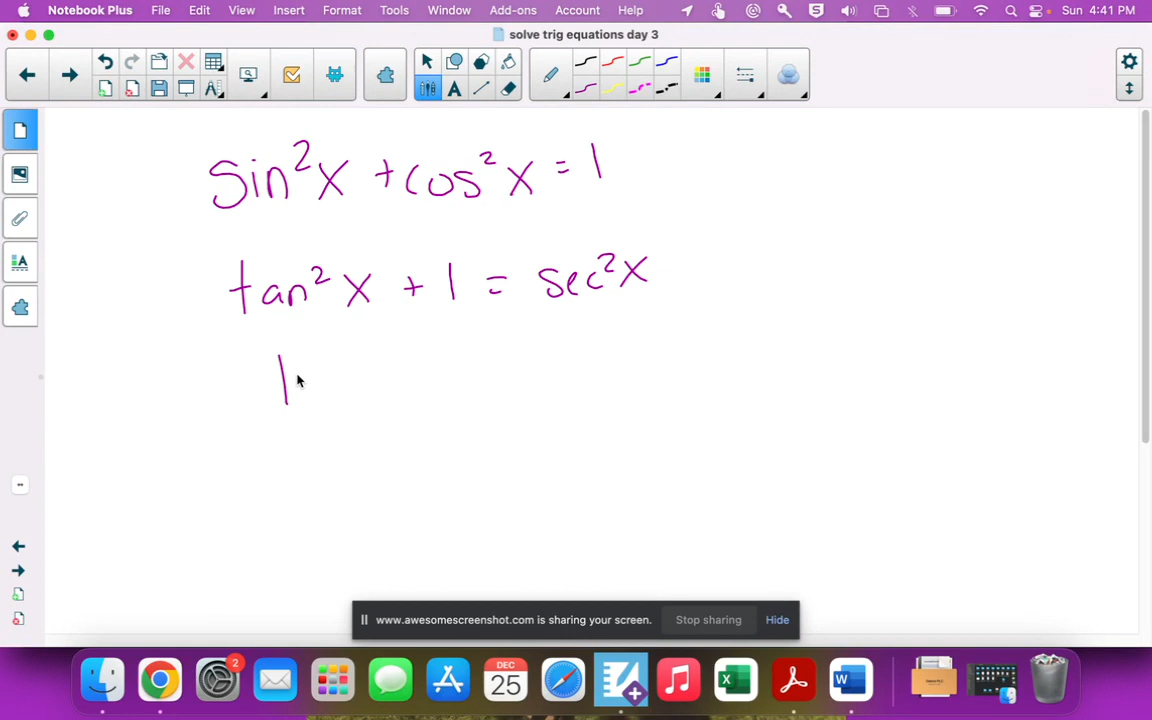 Notebook Plus File Edit View Insert Format Tools Window Add-ons Account Help Sun 4:41 PM
solve trig equations day 3
sin²x + cos²x = 1
tan²x + 1 = sec²x
1
www.awesomescreenshot.com is sharing your screen. Stop sharing Hide
2
DEC
25